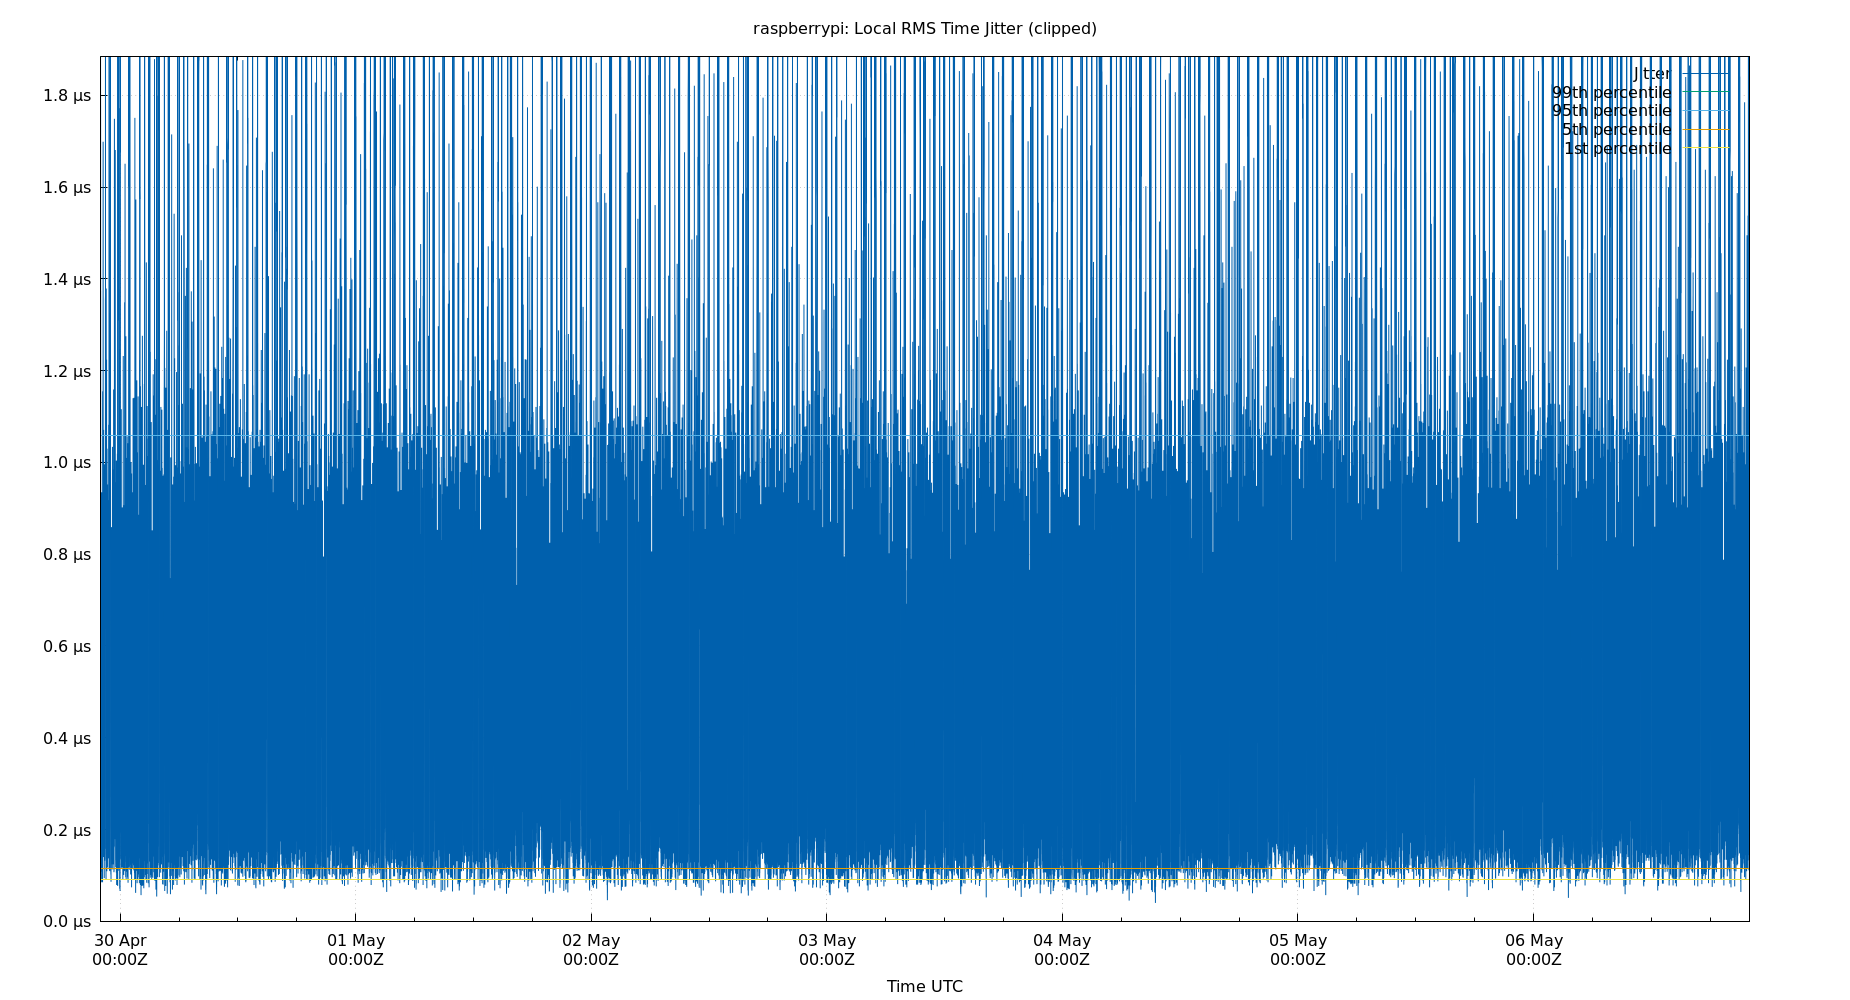 raspberrypi: Local RMS Time Jitter (clipped)
Jitter
99th percentile
95th percentile
5th percentile
1st percentile
1.8 µs
1.6 µs
1.4 µs
1.2 µs
1.0 µs
0.8 µs
0.6 µs
0.4 µs
0.2 µs
0.0 µs
30 Apr 01 May 02 May 03 May 04 May 05 May 06 May
00:00Z 00:00Z 00:00Z 00:00Z 00:00Z 00:00Z 00:00Z
Time UTC